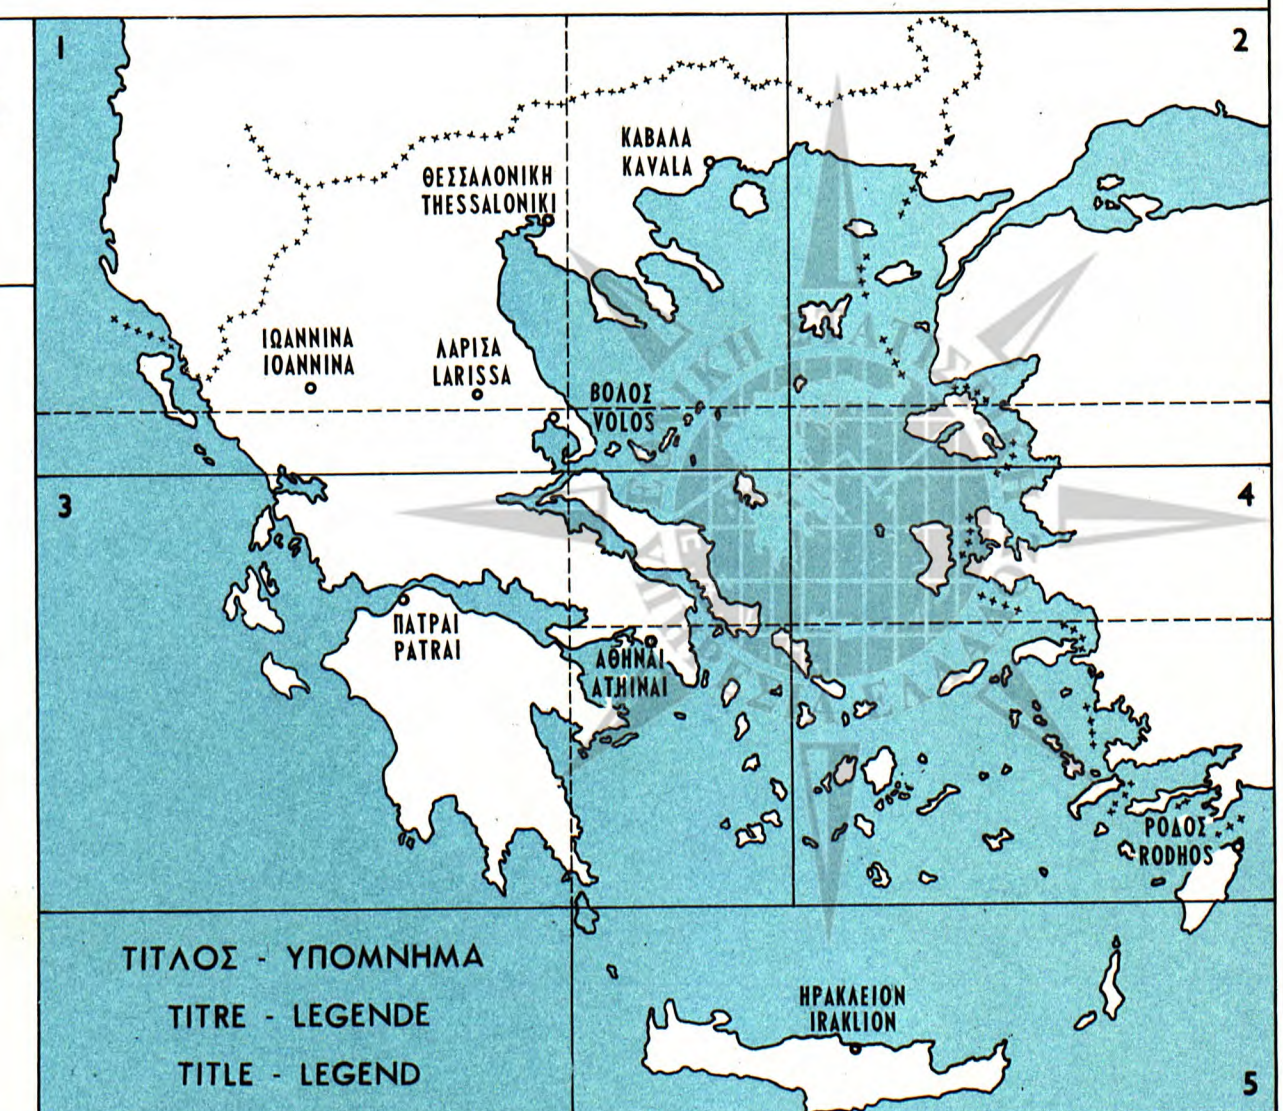 1
2
ΚΑΒΑΛΑ
KAVALA
ΘΕΣΣΑΛΟΝΙΚΗ
THESSALONIKI
ΙΩΑΝΝΙΝΑ
IOANNINA
ΛΑΡΙΣΑ
LARISSA
ΒΟΛΟΣ
VOLOS
3
4
ΠΑΤΡΑΙ
PATRAI
ΑΘΗΝΑΙ
ATHINAI
ΡΟΔΟΣ
RODHOS
ΤΙΤΛΟΣ - ΥΠΟΜΝΗΜΑ
TITRE - LEGENDE
TITLE - LEGEND
ΗΡΑΚΛΕΙΟΝ
IRAKLION
5